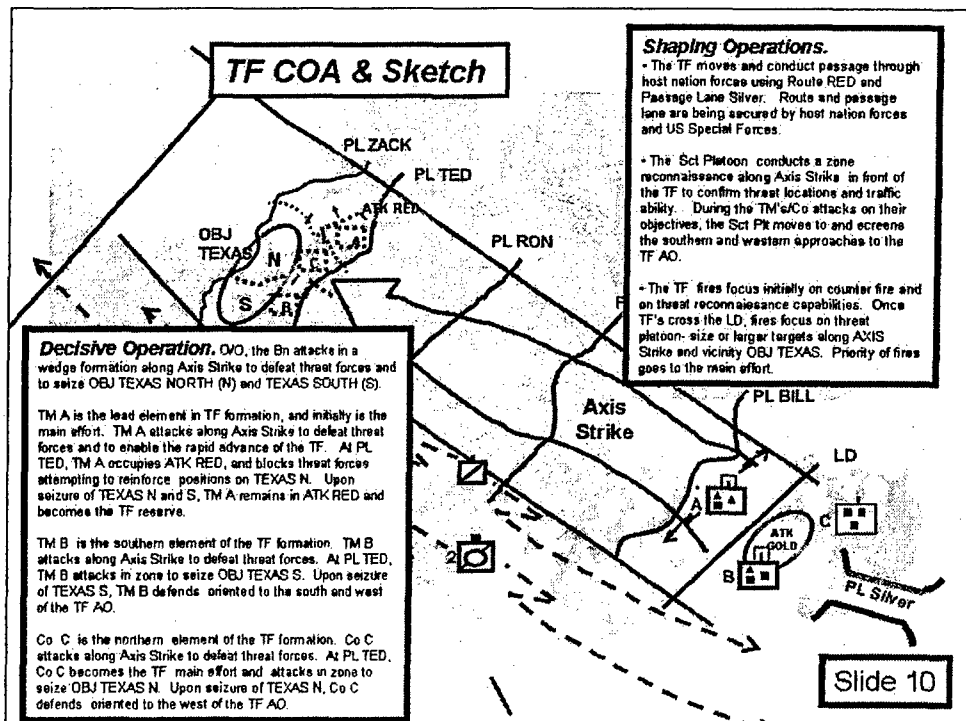 TF COA & Sketch
Shaping Operations.
- The TF moves and conduct passage through
host nation forces using Route RED and
Passage Lane Silver. Route and passage
lane are being secured by host nation forces
and US Special Forces.
- The Sct Platoon conducts a zone
reconnaissance along Axis Strike in front of
the TF to confirm threat locations and traffic
ability. During the TM's/Co attacks on their
objectives, the Sct Plt moves to and screens
the southern and western approaches to the
TF AO.
- The TF fires focus initially on counter fire and
on threat reconnaissance capabilities. Once
TF's cross the LD, fires focus on threat
platoon-size or larger targets along AXIS
Strike and vicinity OBJ TEXAS. Priority of fires
goes to the main effort.
PL ZACK
PL TED
ATK RED
OBJ
TEXAS
N
S
A
C
B
PL RON
Decisive Operation. O/O, the Bn attacks in a
wedge formation along Axis Strike to defeat threat forces and
to seize OBJ TEXAS NORTH (N) and TEXAS SOUTH (S).
TM A is the lead element in TF formation, and initially is the
main effort. TM A attacks along Axis Strike to defeat threat
forces and to enable the rapid advance of the TF. At PL
TED, TM A occupies ATK RED, and blocks threat forces
attempting to reinforce positions on TEXAS N. Upon
seizure of TEXAS N and S, TM A remains in ATK RED and
becomes the TF reserve.
TM B is the southern element of the TF formation. TM B
attacks along Axis Strike to defeat threat forces. At PL TED,
TM B attacks in zone to seize OBJ TEXAS S. Upon seizure
of TEXAS S, TM B defends oriented to the south and west
of the TF AO.
Co C is the northern element of the TF formation. Co C
attacks along Axis Strike to defeat threat forces. At PL TED,
Co C becomes the TF main effort and attacks in zone to
seize OBJ TEXAS N. Upon seizure of TEXAS N, Co C
defends oriented to the west of the TF AO.
Axis
Strike
PL BILL
LD
A
2
ATK
GOLD
B
C
PL Silver
Slide 10